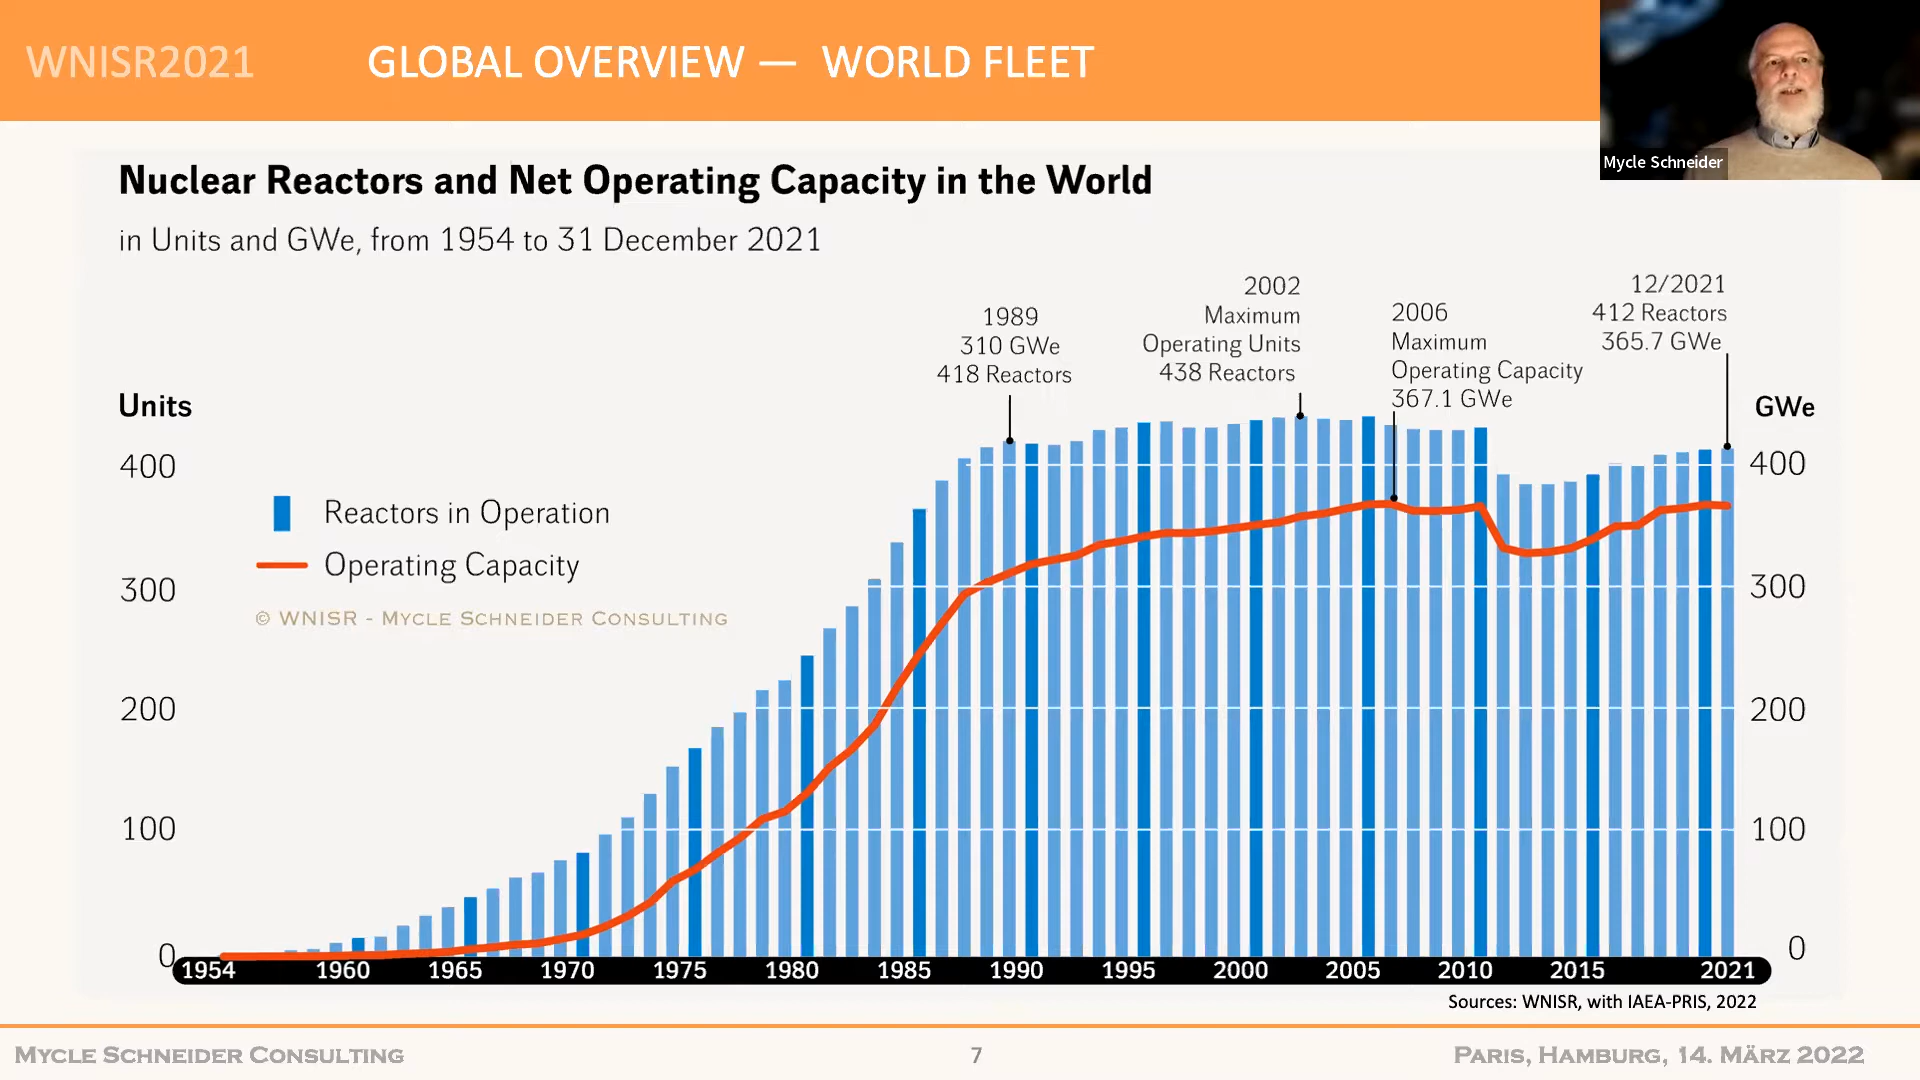 WNISR2021
GLOBAL OVERVIEW — WORLD FLEET
Mycle Schneider
Nuclear Reactors and Net Operating Capacity in the World
in Units and GWe, from 1954 to 31 December 2021
1989
310 GWe
418 Reactors
2002
Maximum
Operating Units
438 Reactors
2006
Maximum
Operating Capacity
367.1 GWe
12/2021
412 Reactors
365.7 GWe
Units
GWe
400
300
200
100
0
400
300
200
100
0
Reactors in Operation
Operating Capacity
© WNISR - MYCLE SCHNEIDER CONSULTING
1954 1960 1965 1970 1975 1980 1985 1990 1995 2000 2005 2010 2015 2021
Sources: WNISR, with IAEA-PRIS, 2022
MYCLE SCHNEIDER CONSULTING
7
PARIS, HAMBURG, 14. MÄRZ 2022